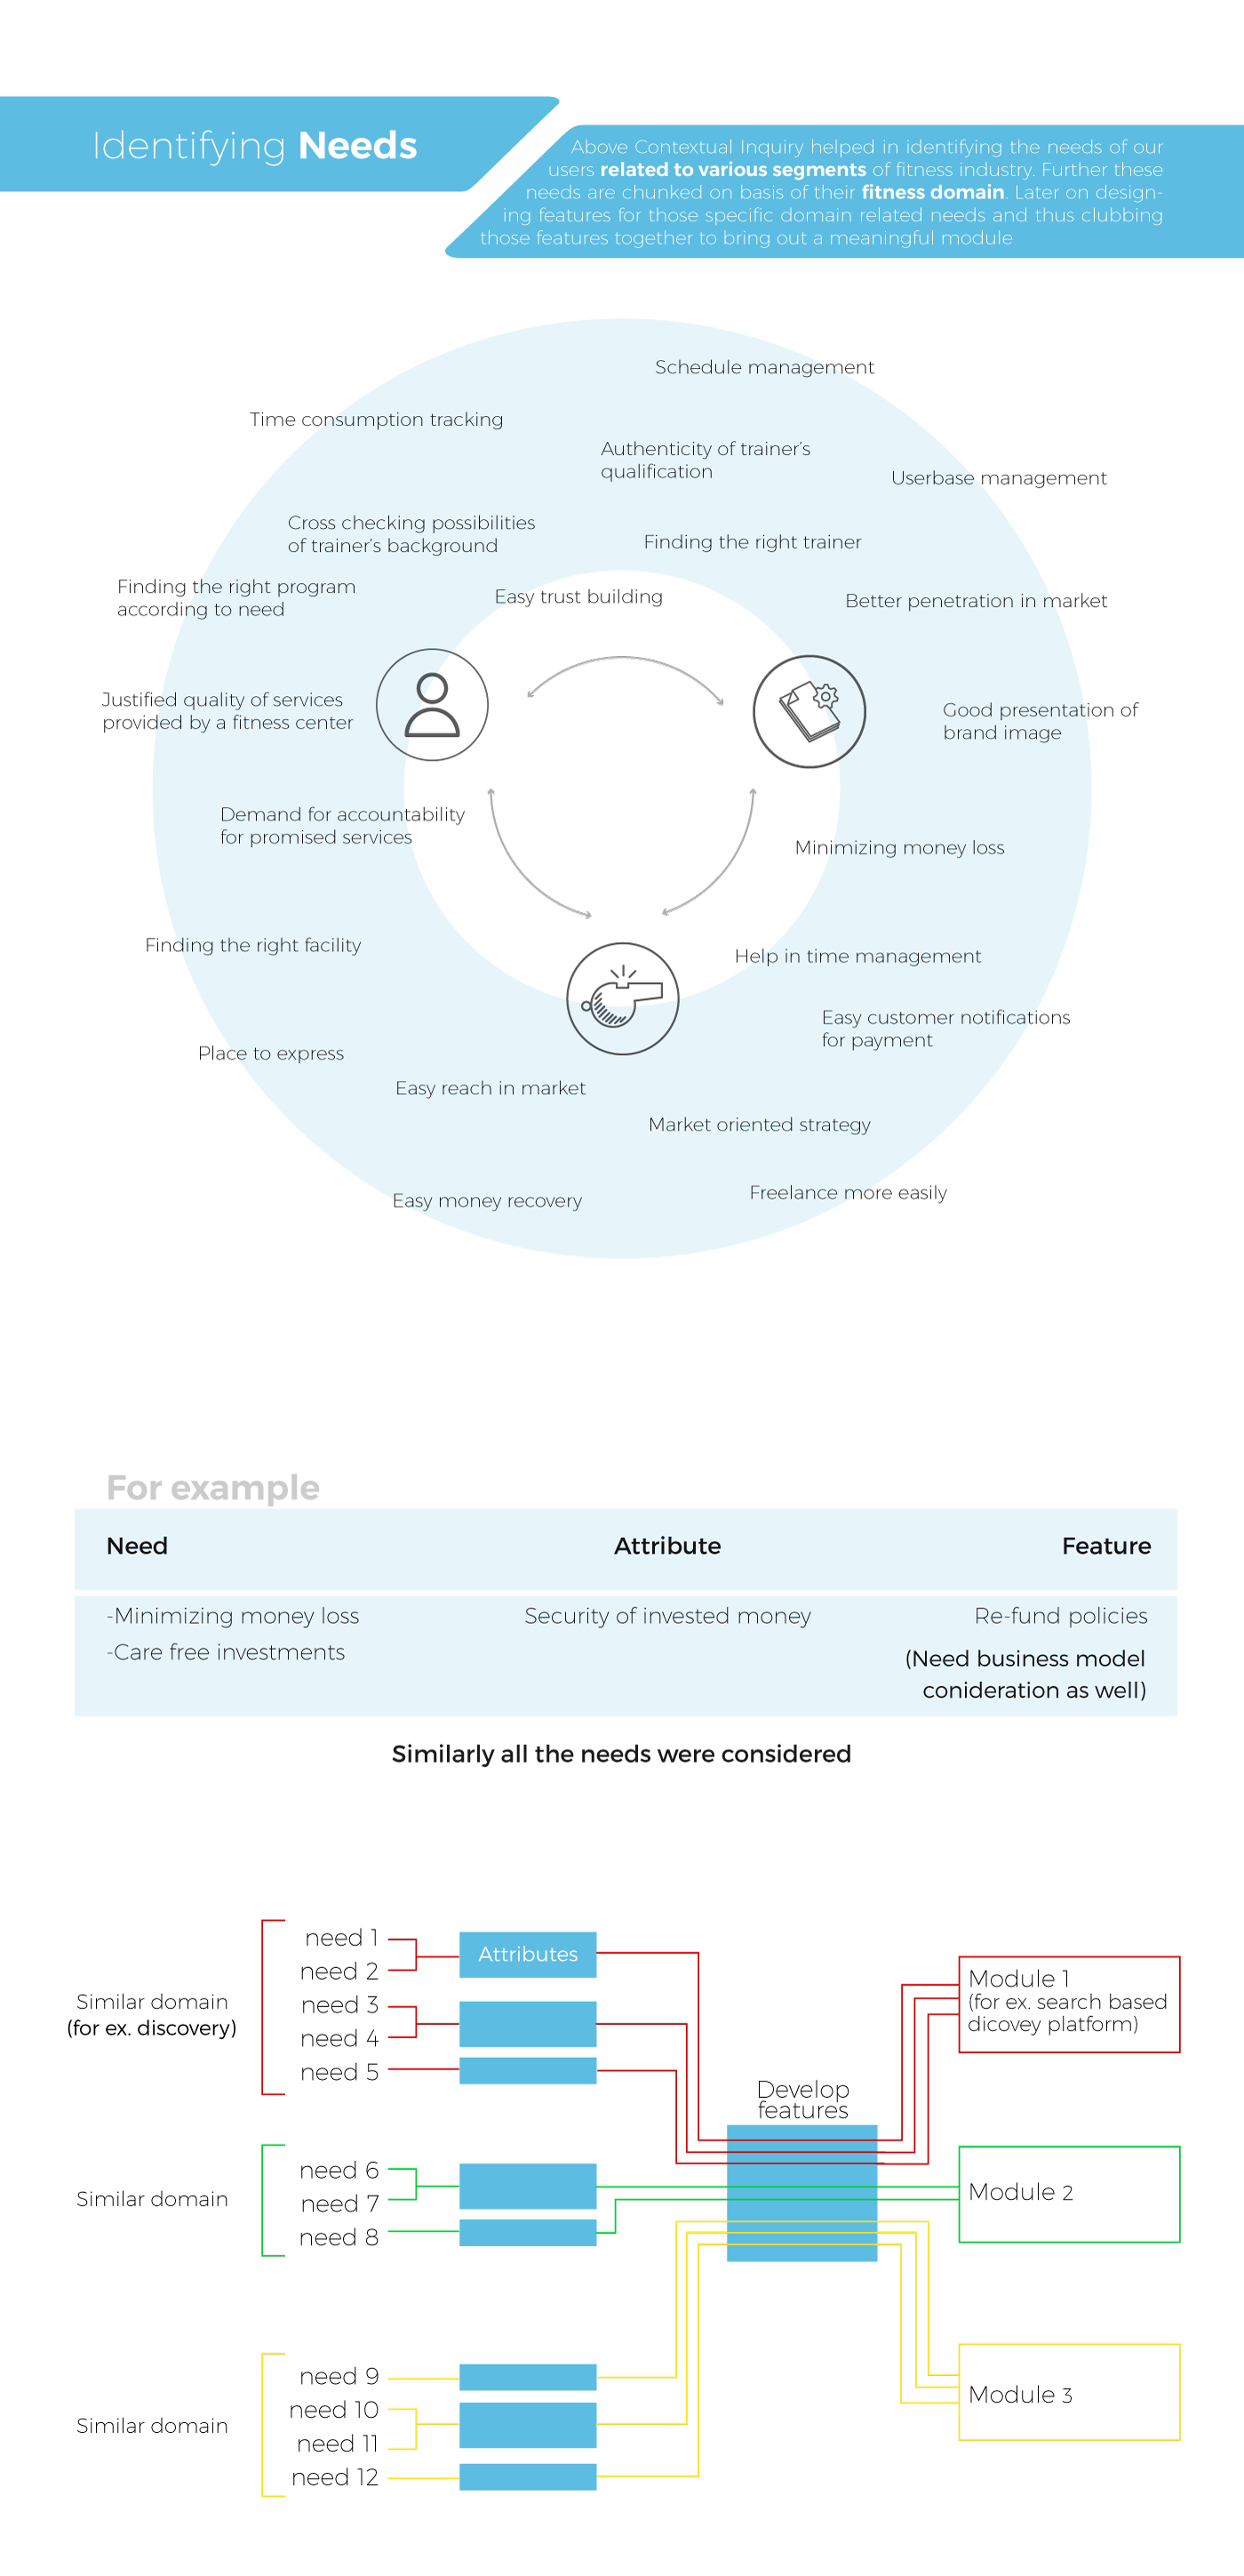 Identifying Needs
Above Contextual Inquiry helped in identifying the needs of our
users related to various segments of fitness industry. Further these
needs are chunked on basis of their fitness domain. Later on design-
ing features for those specific domain related needs and thus clubbing
those features together to bring out a meaningful module
Schedule management
Time consumption tracking
Authenticity of trainer's
qualification
Userbase management
Cross checking possibilities
of trainer's background
Finding the right trainer
Finding the right program
according to need
Easy trust building
Better penetration in market
Justified quality of services
provided by a fitness center
Good presentation of
brand image
Demand for accountability
for promised services
Minimizing money loss
Finding the right facility
Help in time management
Easy customer notifications
for payment
Place to express
Easy reach in market
Market oriented strategy
Easy money recovery
Freelance more easily
For example
Need
Attribute
Feature
-Minimizing money loss
-Care free investments
Security of invested money
Re-fund policies
(Need business model
conideration as well)
Similarly all the needs were considered
Similar domain
(for ex. discovery)
need 1
need 2
need 3
need 4
need 5
Attributes
Develop
features
Module 1
(for ex. search based
dicovey platform)
Similar domain
need 6
need 7
need 8
Module 2
Similar domain
need 9
need 10
need 11
need 12
Module 3